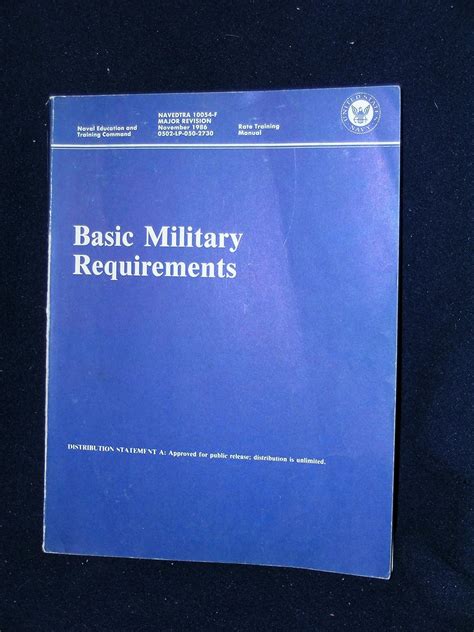 Naval Education and
Training Command
NAVEDTRA 10054-F
MAJOR REVISION
November 1986
0502-LP-050-2730
Rate Training
Manual
UNITED STATES
NAVY
Basic Military
Requirements
DISTRIBUTION STATEMENT A: Approved for public release; distribution is unlimited.